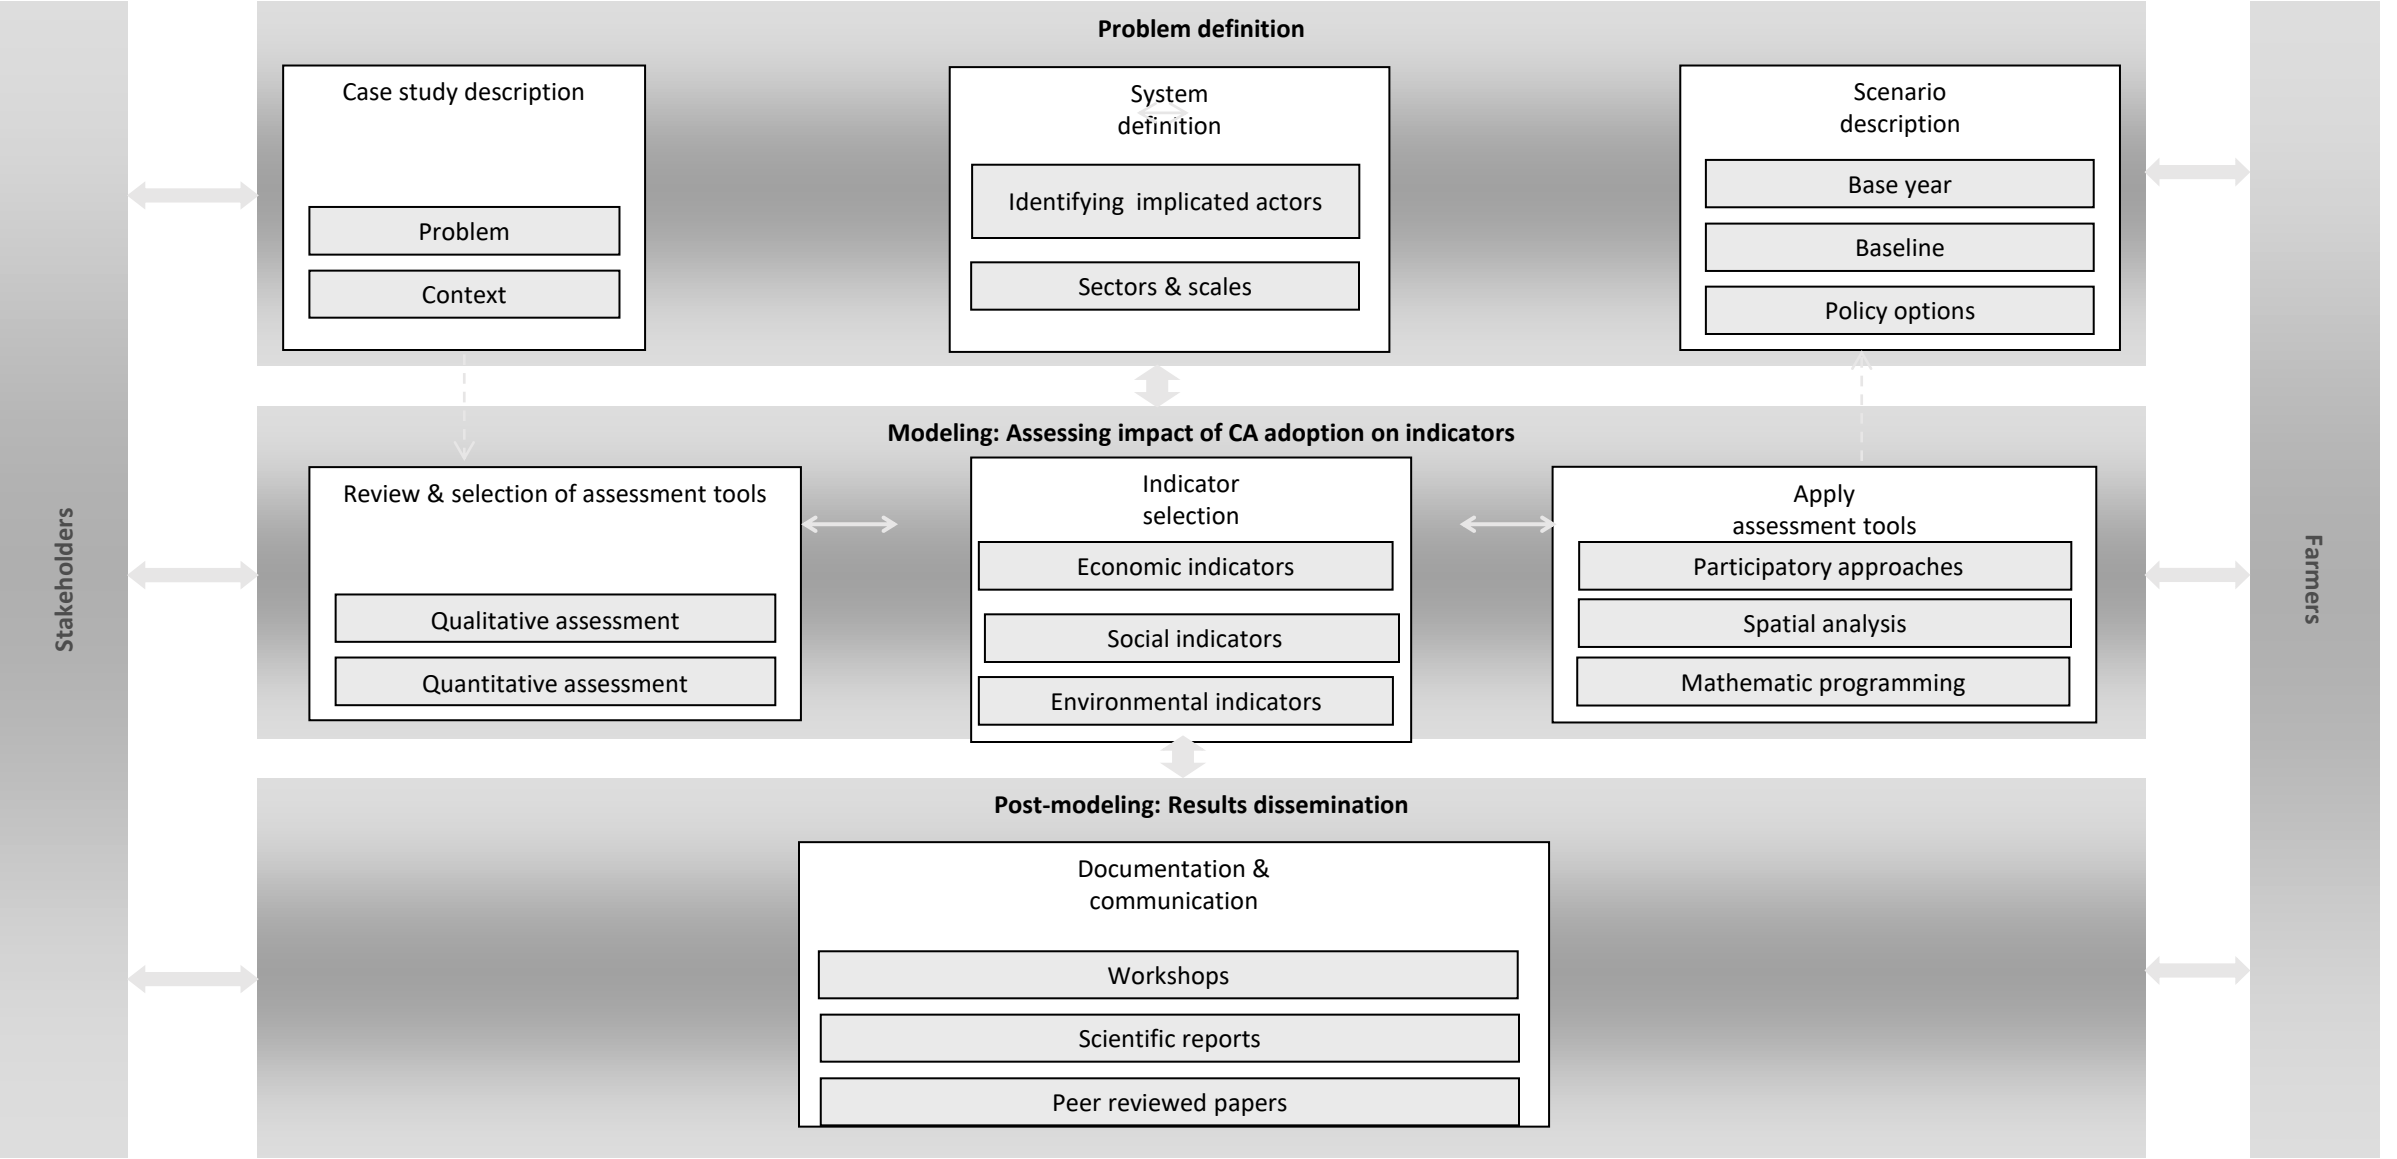 Problem definition
Case study description
Problem
Context
System
definition
Identifying  implicated actors
Sectors & scales
Scenario
description
Base year
Baseline
Policy options
Stakeholders
Modeling: Assessing impact of CA adoption on indicators
Review & selection of assessment tools
Qualitative assessment
Quantitative assessment
Indicator
selection
Economic indicators
Social indicators
Environmental indicators
Apply
assessment tools
Participatory approaches
Spatial analysis
Mathematic programming
Farmers
Post-modeling: Results dissemination
Documentation &
communication
Workshops
Scientific reports
Peer reviewed papers